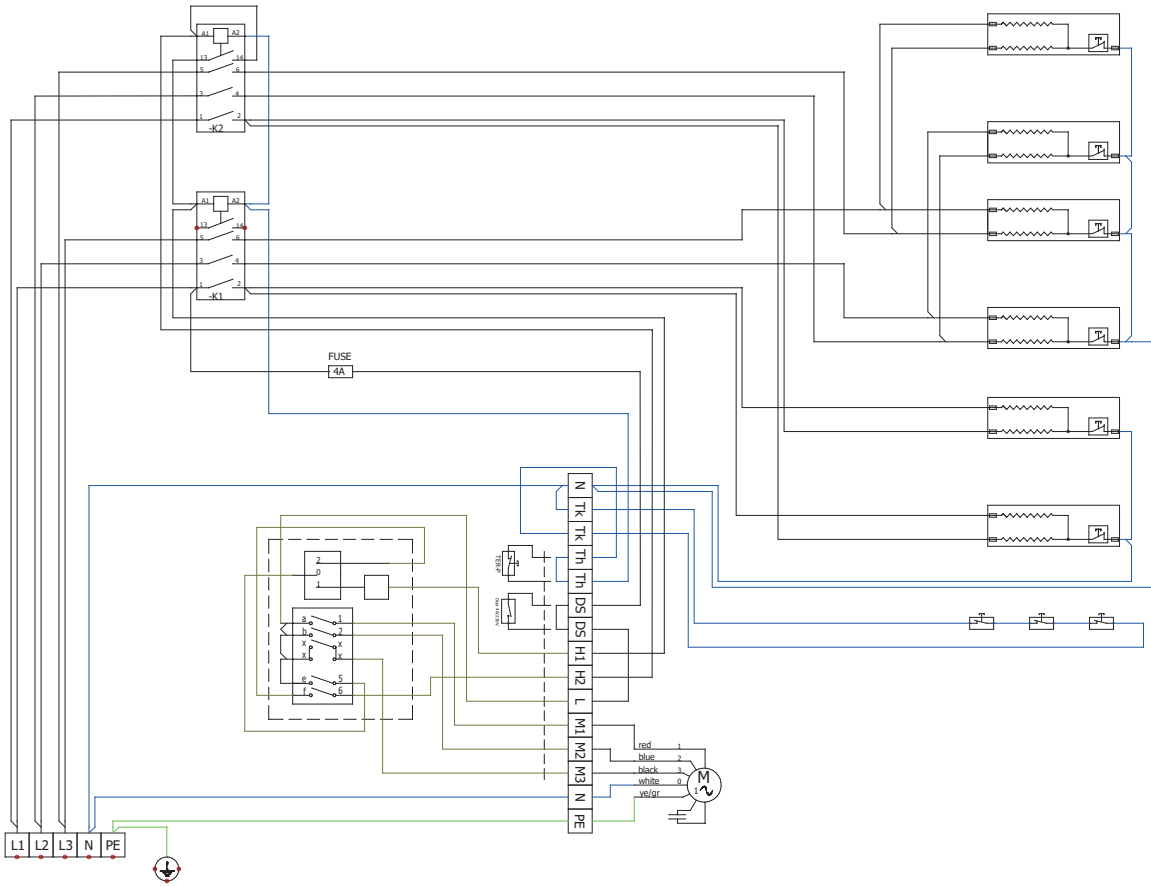 A1 A2
13 14
5 6
3 4
1 2
-K2
A1 A2
13 14
5 6
3 4
1 2
-K1
FUSE
4A
N
Tk
Tk
Th
Th
DS
DS
H1
H2
L
M1
M2
M3
N
PE
TER-P
2
0
1
a 1
b 2
x x
x x
e 5
f 6
red 1
blue 2
black 3
white 0
ye/gr
M
1
L1 L2 L3 N PE
T
T
T
T
T
T